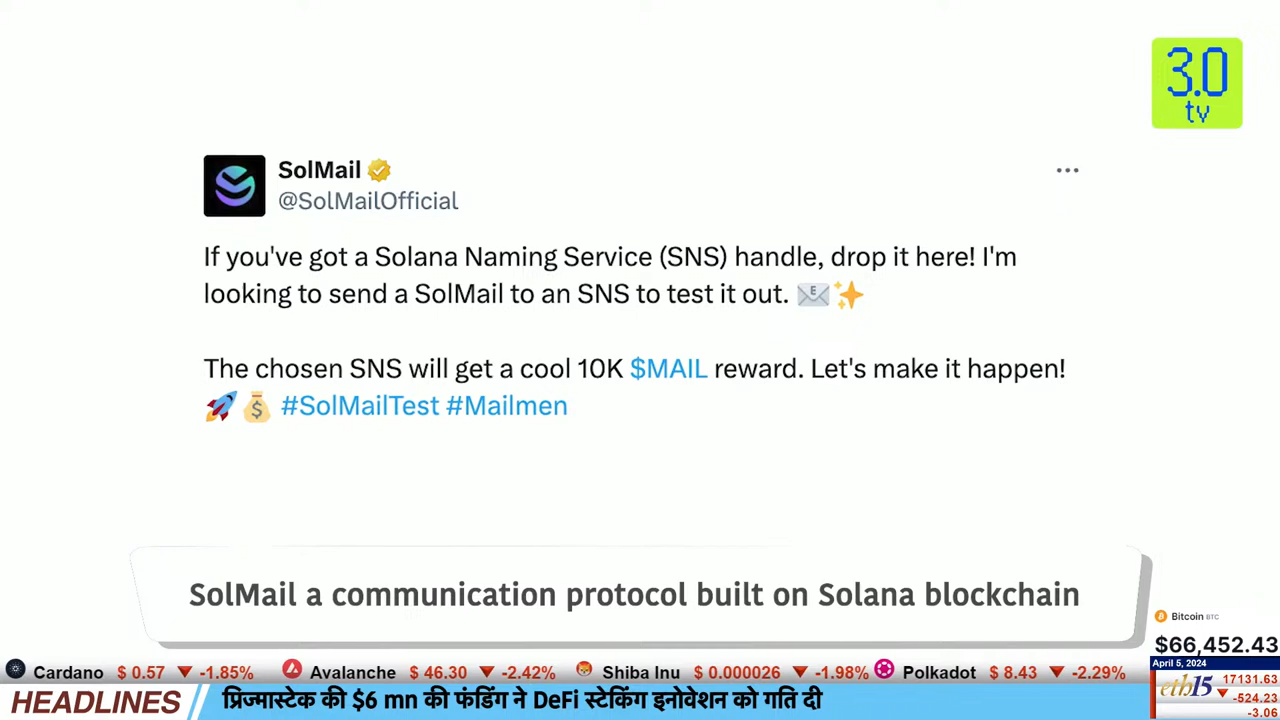 3.0
tv
SolMail
@SolMailOfficial
If you've got a Solana Naming Service (SNS) handle, drop it here! I'm
looking to send a SolMail to an SNS to test it out.
The chosen SNS will get a cool 10K $MAIL reward. Let's make it happen!
#SolMailTest #Mailmen
SolMail a communication protocol built on Solana blockchain
Bitcoin BTC
$66,452.43
Cardano $ 0.57 -1.85% Avalanche $ 46.30 -2.42% Shiba Inu $ 0.000026 -1.98% Polkadot $ 8.43 -2.29%
April 5, 2024
eth15 17131.63
-524.23
-3.06
HEADLINES प्रिज्मास्टेक की $6 mn की फंडिंग ने DeFi स्टेकिंग इनोवेशन को गति दी